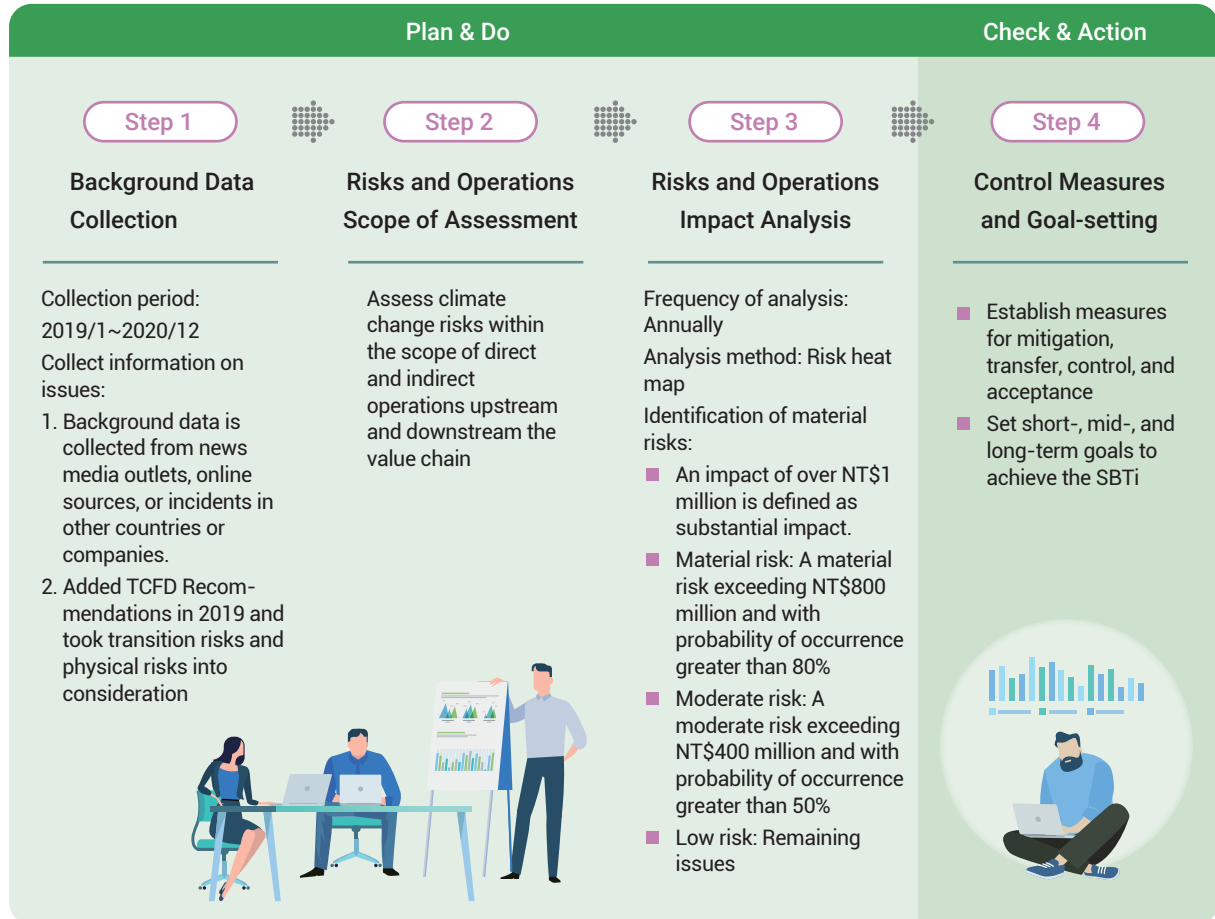 Plan & Do
Check & Action
Step 1
Background Data
Collection
Collection period:
2019/1~2020/12
Collect information on
issues:
1. Background data is
collected from news
media outlets, online
sources, or incidents in
other countries or
companies.
2. Added TCFD Recom-
mendations in 2019 and
took transition risks and
physical risks into
consideration
Step 2
Risks and Operations
Scope of Assessment
Assess climate
change risks within
the scope of direct
and indirect
operations upstream
and downstream the
value chain
Step 3
Risks and Operations
Impact Analysis
Frequency of analysis:
Annually
Analysis method: Risk heat
map
Identification of material
risks:
An impact of over NT$1
million is defined as
substantial impact.
Material risk: A material
risk exceeding NT$800
million and with
probability of occurrence
greater than 80%
Moderate risk: A
moderate risk exceeding
NT$400 million and with
probability of occurrence
greater than 50%
Low risk: Remaining
issues
Step 4
Control Measures
and Goal-setting
Establish measures
for mitigation,
transfer, control, and
acceptance
Set short-, mid-, and
long-term goals to
achieve the SBTi